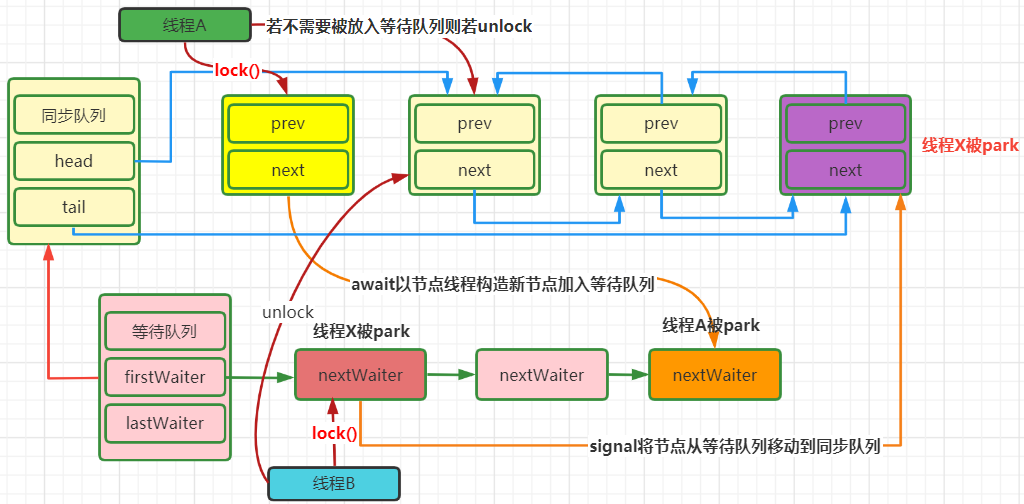 线程A
若不需要被放入等待队列则若unlock
lock()
同步队列
head
tail
prev
next
prev
next
prev
next
prev
next
线程X被park
await以节点线程构造新节点加入等待队列
unlock
线程X被park
线程A被park
等待队列
firstWaiter
lastWaiter
nextWaiter
nextWaiter
nextWaiter
lock()
signal将节点从等待队列移动到同步队列
线程B